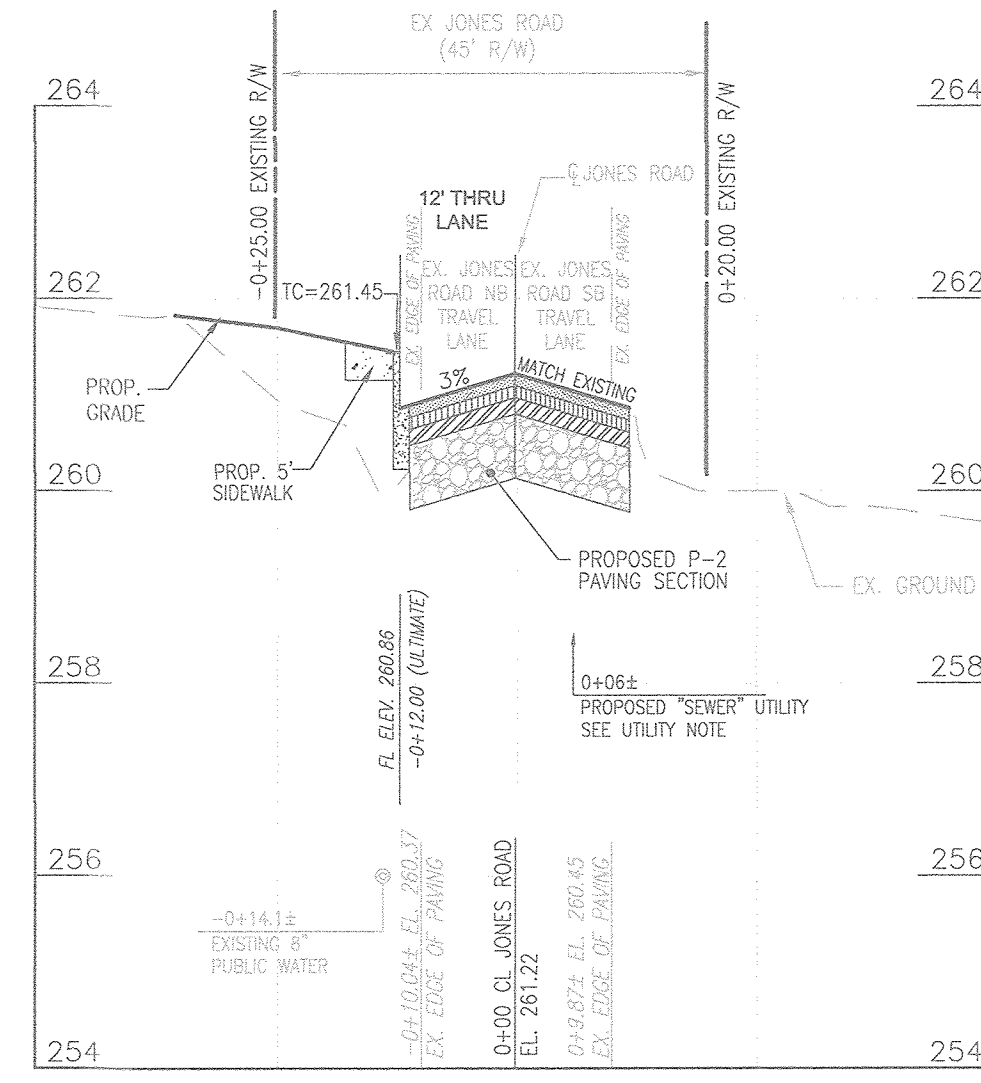 EX JONES ROAD
(45' R/W)
264
264
-0+25.00 EXISTING R/W
0+20.00 EXISTING R/W
℄ JONES ROAD
12' THRU
LANE
EX. EDGE OF PAVING
EX. JONES
ROAD NB
TRAVEL
LANE
EX. JONES
ROAD SB
TRAVEL
LANE
EX. EDGE OF PAVING
262
262
TC=261.45
3%
MATCH EXISTING
PROP.
GRADE
PROP. 5'
SIDEWALK
260
260
PROPOSED P-2
PAVING SECTION
EX. GROUND
FL ELEV. 260.86
-0+12.00 (ULTIMATE)
258
258
0+06±
PROPOSED "SEWER" UTILITY
SEE UTILITY NOTE
256
256
-0+14.1±
EXISTING 8"
PUBLIC WATER
-0+10.04± EL. 260.37
EX. EDGE OF PAVING
0+00 CL JONES ROAD
EL. 261.22
0+9.87± EL. 260.45
EX. EDGE OF PAVING
254
254